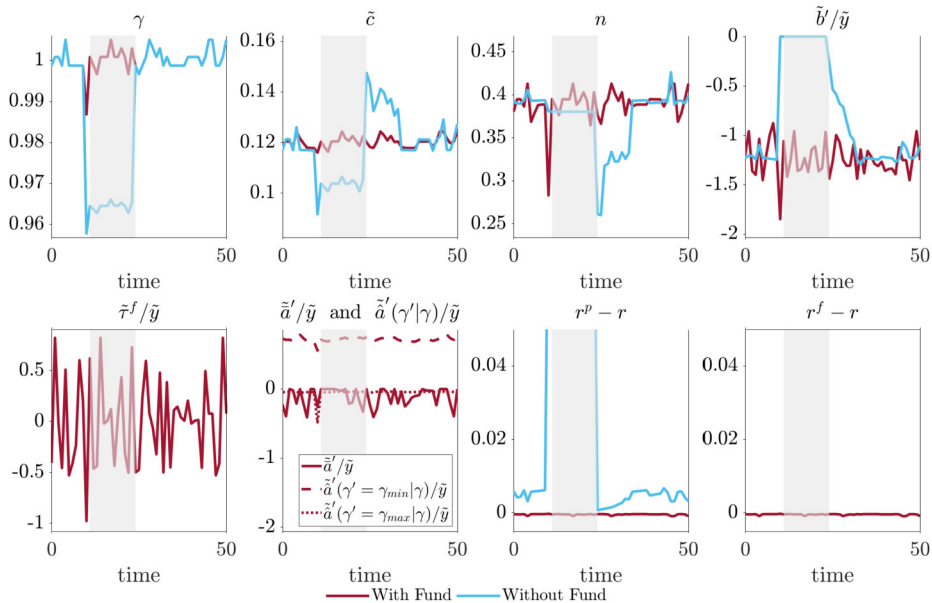 γ
c̃
n
b̃′/ỹ
1
0.99
0.98
0.97
0.96
0.16
0.14
0.12
0.1
0.45
0.4
0.35
0.3
0.25
0
-0.5
-1
-1.5
-2
0 50
0 50
0 50
0 50
time
time
time
time
τ̃ᶠ/ỹ
ã̄′/ỹ and ã̂′(γ′|γ)/ỹ
rᵖ − r
rᶠ − r
0.5
0
-0.5
-1
0
-1
-2
ã̄′/ỹ
ã̂′(γ′ = γₘᵢₙ|γ)/ỹ
ã̂′(γ′ = γₘₐₓ|γ)/ỹ
0.04
0.02
0
0.04
0.02
0
0 50
0 50
0 50
0 50
time
time
time
time
With Fund Without Fund